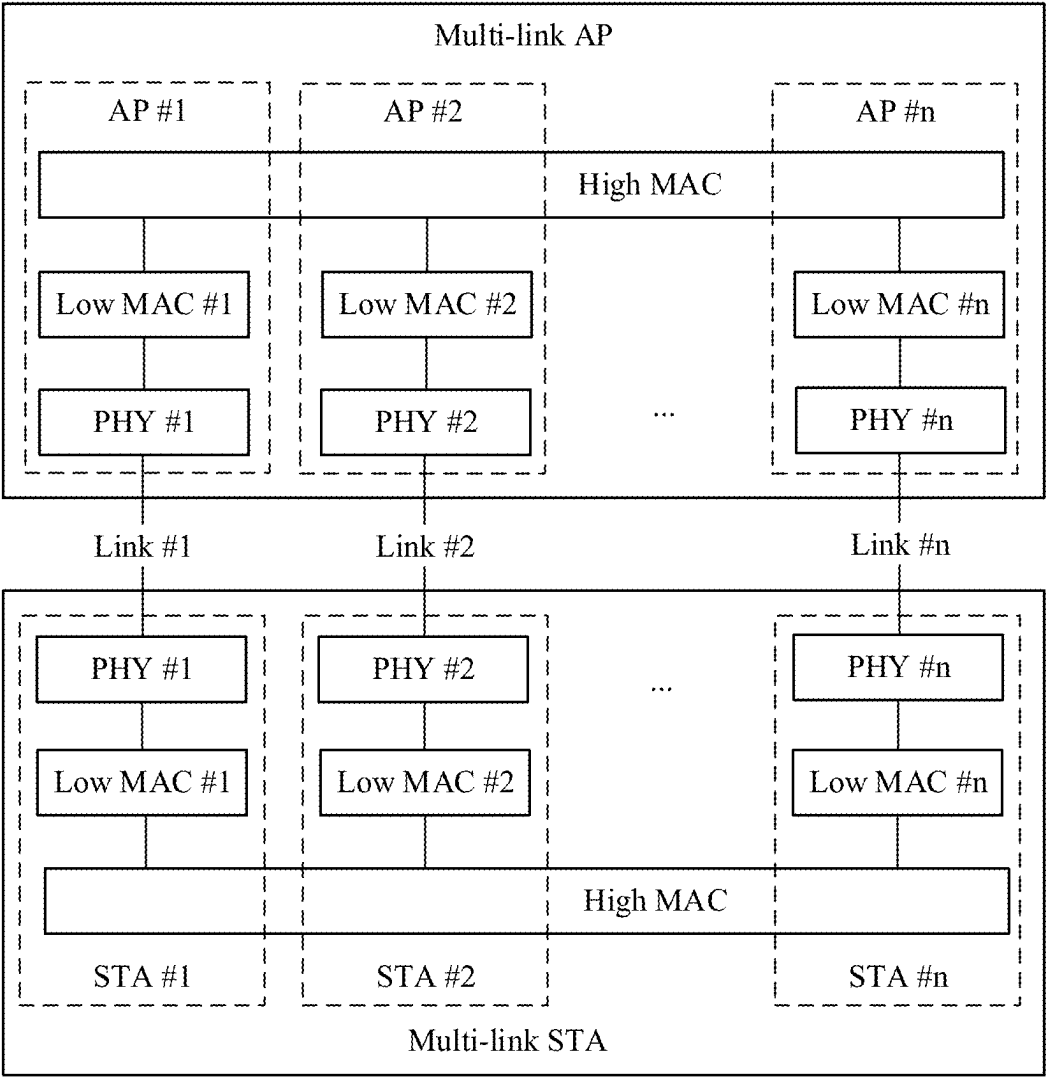 Multi-link AP
AP #1 AP #2 AP #n
High MAC
Low MAC #1 Low MAC #2 Low MAC #n
PHY #1 PHY #2 ... PHY #n
Link #1 Link #2 Link #n
PHY #1 PHY #2 ... PHY #n
Low MAC #1 Low MAC #2 Low MAC #n
High MAC
STA #1 STA #2 STA #n
Multi-link STA